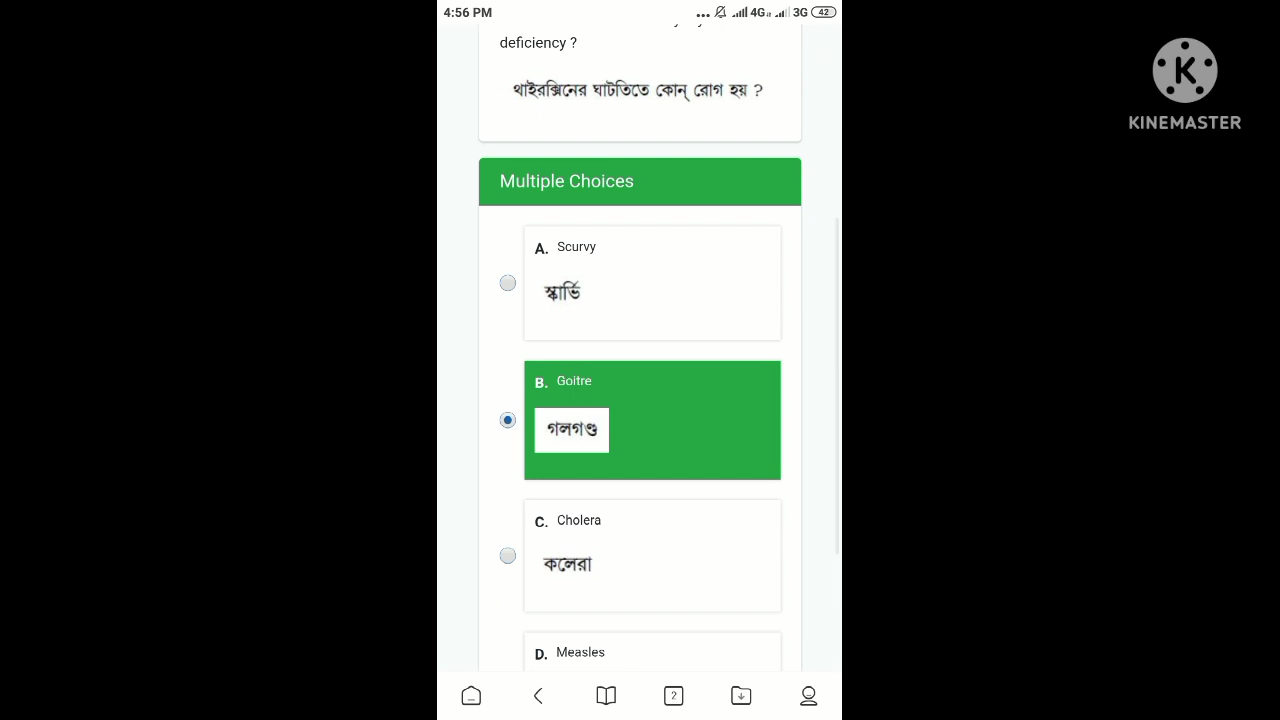 4:56 PM
... 4G 3G 42
deficiency ?
থাইরক্সিনের ঘাটতিতে কোন্ রোগ হয় ?
Multiple Choices
A. Scurvy
স্কার্ভি
B. Goitre
গলগণ্ড
C. Cholera
কলেরা
D. Measles
2
K
KINEMASTER